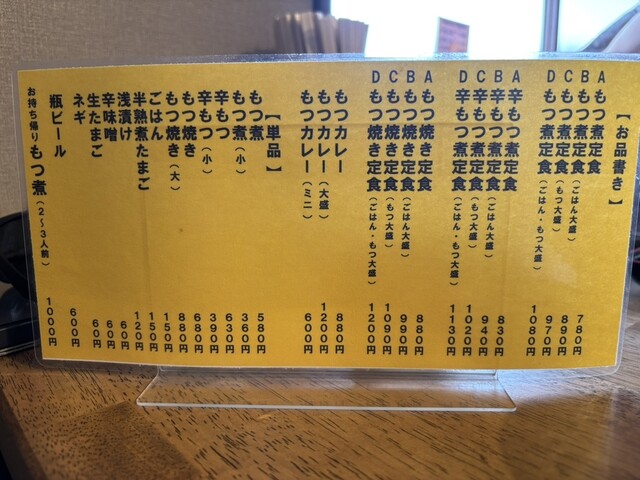 【お品書き】
A もつ煮定食 780円
B もつ煮定食(ごはん大盛) 890円
C もつ煮定食(もつ大盛) 970円
D もつ煮定食(ごはん・もつ大盛) 1080円
A 辛もつ煮定食 830円
B 辛もつ煮定食(ごはん大盛) 940円
C 辛もつ煮定食(もつ大盛) 1020円
D 辛もつ煮定食(ごはん・もつ大盛) 1130円
A もつ焼き定食 880円
B もつ焼き定食(ごはん大盛) 990円
C もつ焼き定食(もつ大盛) 1090円
D もつ焼き定食(ごはん・もつ大盛) 1200円
もつカレー 880円
もつカレー(大盛) 1200円
もつカレー(ミニ) 600円
【単品】
もつ煮 580円
もつ煮(小) 360円
辛もつ 630円
辛もつ(小) 390円
もつ焼き 680円
もつ焼き(大) 880円
ごはん 150円
半熟煮たまご 150円
浅漬け 120円
辛味噌 60円
生たまご 60円
ネギ 60円
瓶ビール 600円
お持ち帰り もつ煮(2〜3人前) 1000円